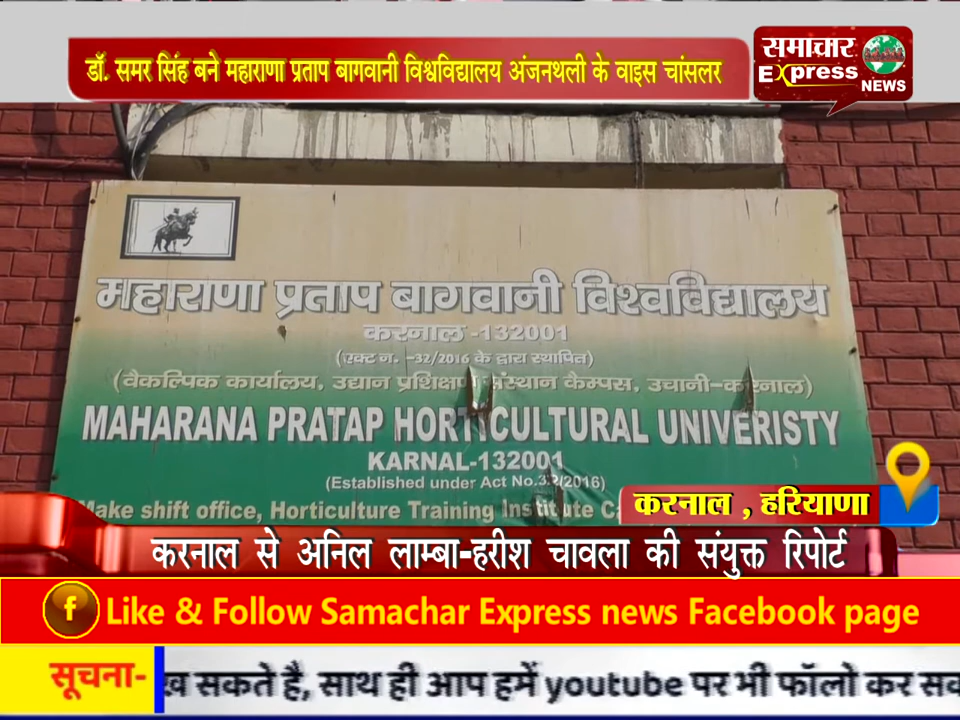 डॉ. समर सिंह बने महाराणा प्रताप बागवानी विश्वविद्यालय अंजनथली के वाइस चांसलर
समाचार
Express
NEWS
महाराणा प्रताप बागवानी विश्वविद्यालय
करनाल -132001
(एक्ट न. -32/2016 के द्वारा स्थापित)
(वैकल्पिक कार्यालय, उद्यान प्रशिक्षण संस्थान कैम्पस, उचानी-करनाल)
MAHARANA PRATAP HORTICULTURAL UNIVERISTY
KARNAL-132001
(Established under Act No.32/2016)
Make shift office, Horticulture Training Institute
करनाल , हरियाणा
करनाल से अनिल लाम्बा-हरीश चावला की संयुक्त रिपोर्ट
f Like & Follow Samachar Express news Facebook page
सूचना- सकते है, साथ ही आप हमें youtube पर भी फॉलो कर